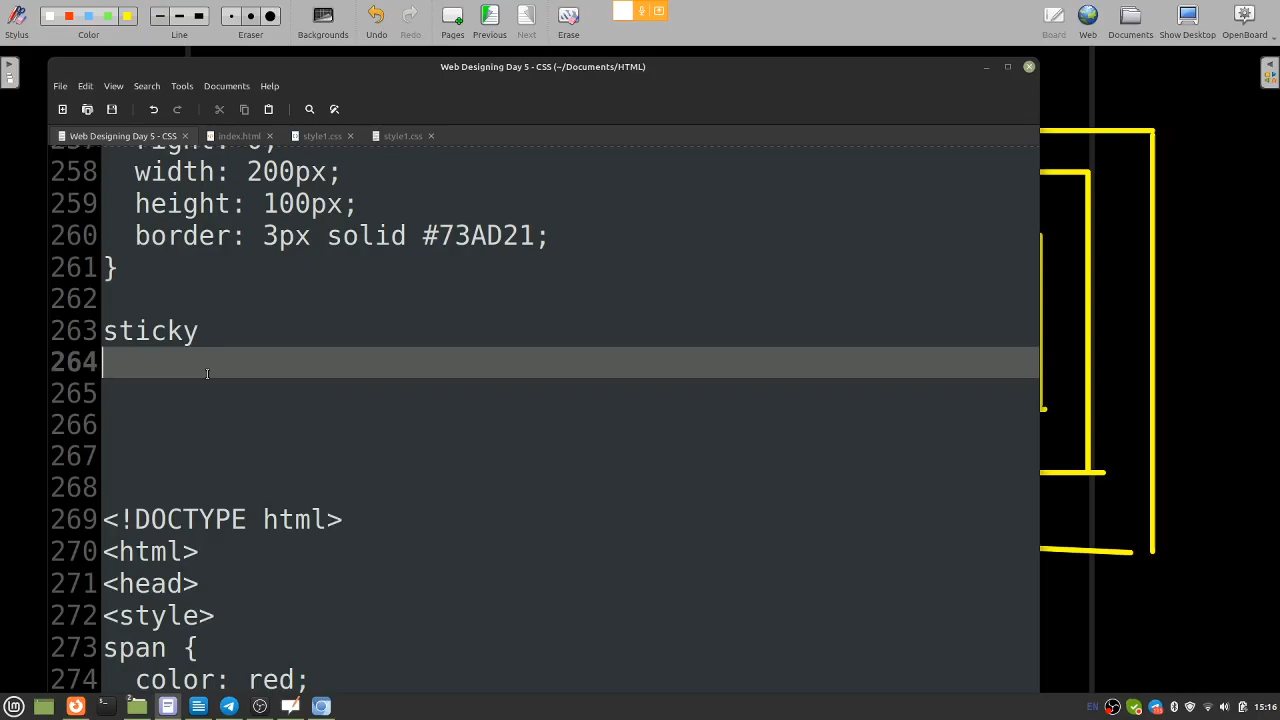 Stylus
Color
Line
Eraser
Backgrounds
Undo
Redo
Pages
Previous
Next
Erase
Board
Web
Documents
Show Desktop
OpenBoard
Web Designing Day 5 - CSS (~/Documents/HTML)
File Edit View Search Tools Documents Help
Web Designing Day 5 - CSS
index.html
style1.css
style1.css
257 right: 0;
258 width: 200px;
259 height: 100px;
260 border: 3px solid #73AD21;
261 }
262
263 sticky
264
265
266
267
268
269 <!DOCTYPE html>
270 <html>
271 <head>
272 <style>
273 span {
274 color: red;
EN
15:16